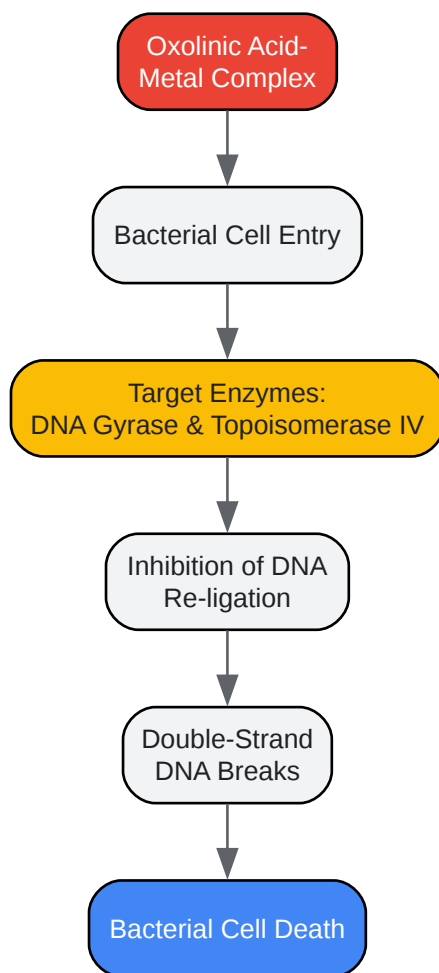 Oxolinic Acid-
Metal Complex
Bacterial Cell Entry
Target Enzymes:
DNA Gyrase & Topoisomerase IV
Inhibition of DNA
Re-ligation
Double-Strand
DNA Breaks
Bacterial Cell Death